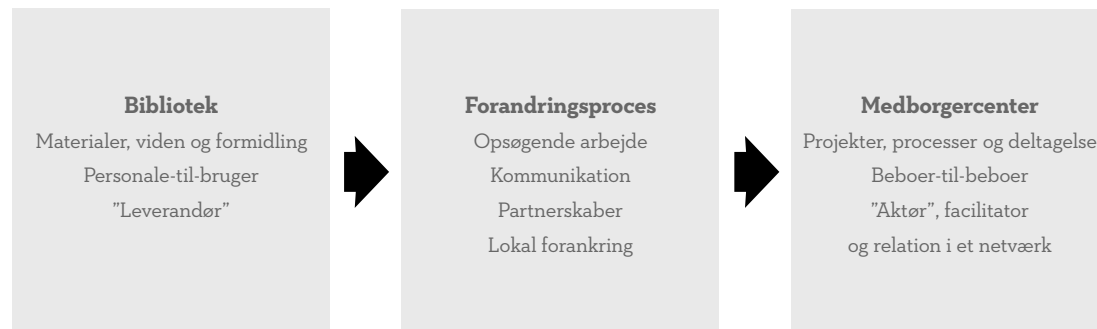 Bibliotek
Materialer, viden og formidling
Personale-til-bruger
”Leverandør”
Forandringsproces
Opsøgende arbejde
Kommunikation
Partnerskaber
Lokal forankring
Medborgercenter
Projekter, processer og deltagelse
Beboer-til-beboer
”Aktør”, facilitator
og relation i et netværk